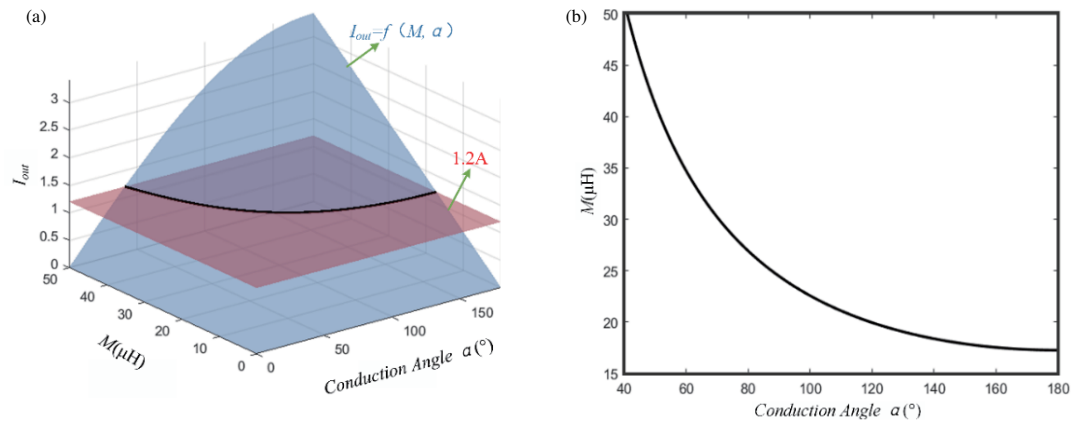 (a)
I_out=f (M, α)
1.2A
3
2.5
2
1.5
1
0.5
0
I_out
50
40
30
20
10
0
M(μH)
0
50
100
150
Conduction Angle α(°)
(b)
50
45
40
35
30
25
20
15
M(μH)
40 60 80 100 120 140 160 180
Conduction Angle α(°)